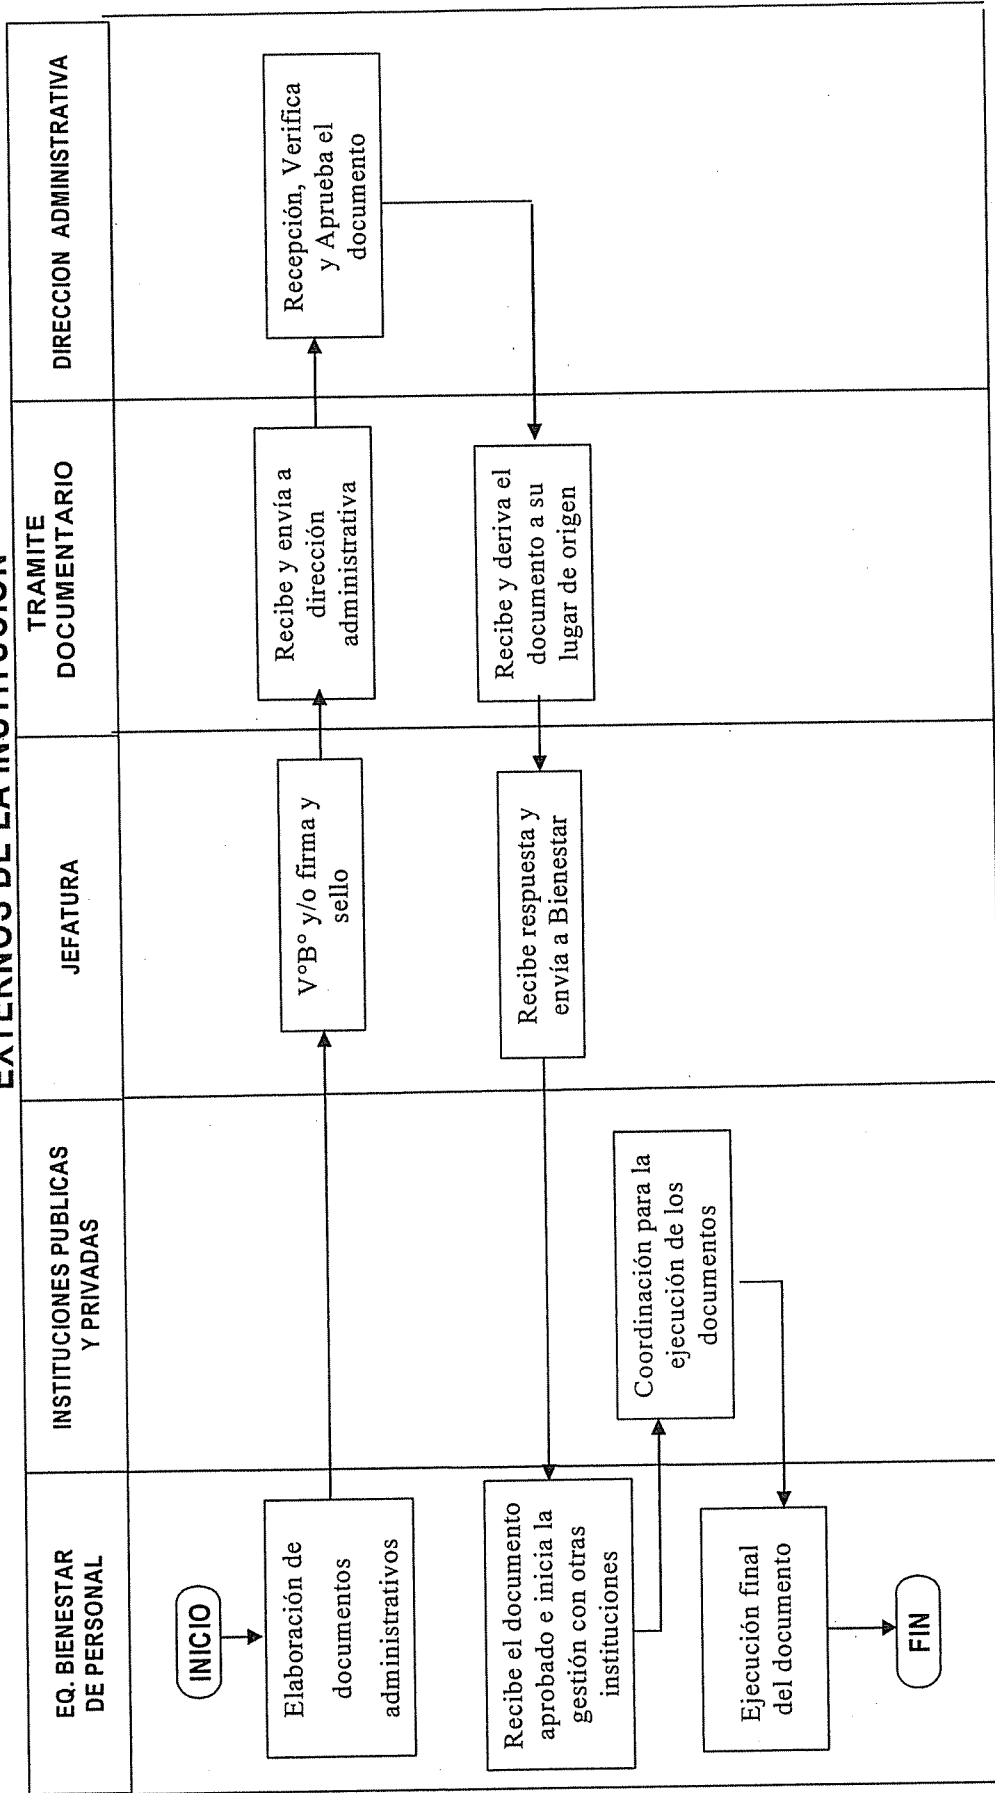 EXTERNOS DE LA INSTITUCION
EQ. BIENESTAR
DE PERSONAL
INSTITUCIONES PUBLICAS
Y PRIVADAS
JEFATURA
TRAMITE
DOCUMENTARIO
DIRECCION ADMINISTRATIVA
INICIO
Elaboración de
documentos
administrativos
V°B° y/o firma y
sello
Recibe y envía a
dirección
administrativa
Recepción, Verifica
y Aprueba el
documento
Recibe y deriva el
documento a su
lugar de origen
Recibe respuesta y
envía a Bienestar
Recibe el documento
aprobado e inicia la
gestión con otras
instituciones
Coordinación para la
ejecución de los
documentos
Ejecución final
del documento
FIN